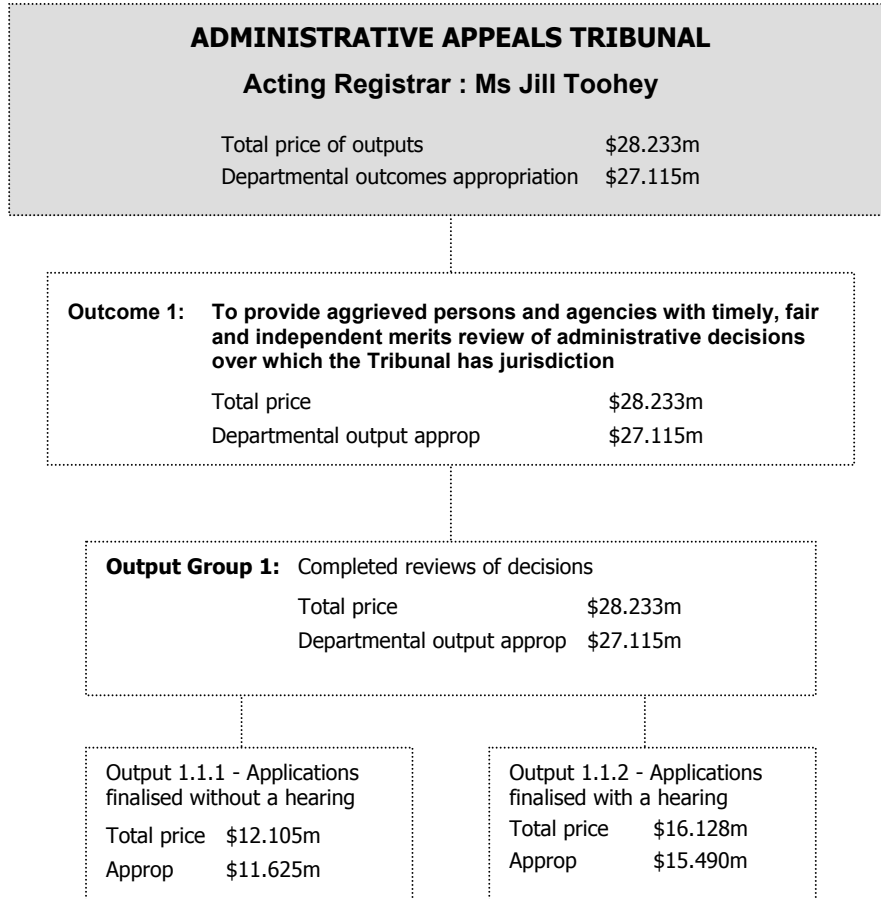 ADMINISTRATIVE APPEALS TRIBUNAL
Acting Registrar : Ms Jill Toohey
Total price of outputs $28.233m
Departmental outcomes appropriation $27.115m
Outcome 1: To provide aggrieved persons and agencies with timely, fair
and independent merits review of administrative decisions
over which the Tribunal has jurisdiction
Total price $28.233m
Departmental output approp $27.115m
Output Group 1: Completed reviews of decisions
Total price $28.233m
Departmental output approp $27.115m
Output 1.1.1 - Applications
finalised without a hearing
Total price $12.105m
Approp $11.625m
Output 1.1.2 - Applications
finalised with a hearing
Total price $16.128m
Approp $15.490m